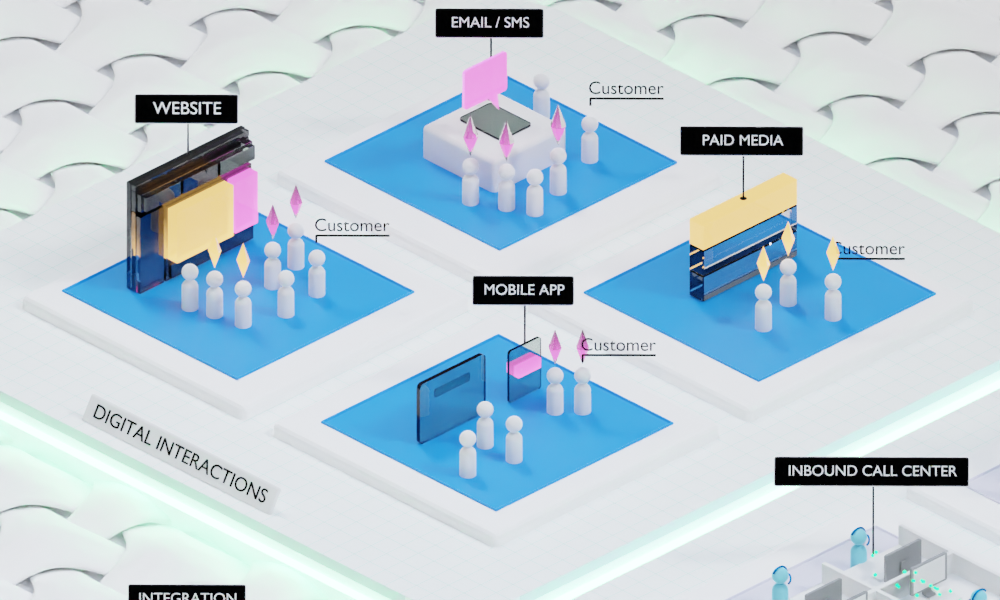 EMAIL / SMS
Customer
WEBSITE
PAID MEDIA
Customer
Customer
MOBILE APP
Customer
DIGITAL INTERACTIONS
INBOUND CALL CENTER
INTEGRATION